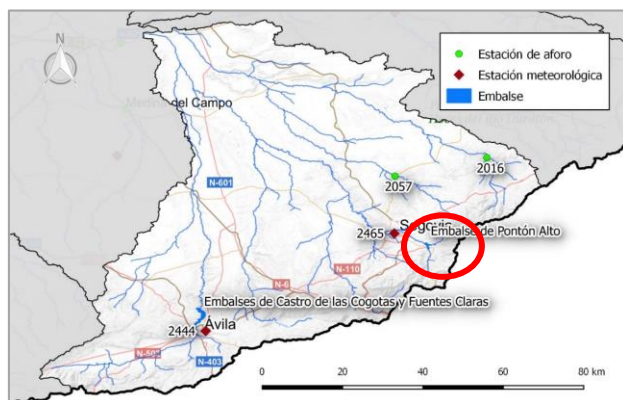 N
Estación de aforo
Estación meteorológica
Embalse
Medina del Campo
N-601
2016
2057
2465
Segovia
Embalse de Pontón Alto
N-110
N-6
Embalses de Castro de las Cogotas y Fuentes Claras
2444
Ávila
N-403
0 20 40 60 80 km